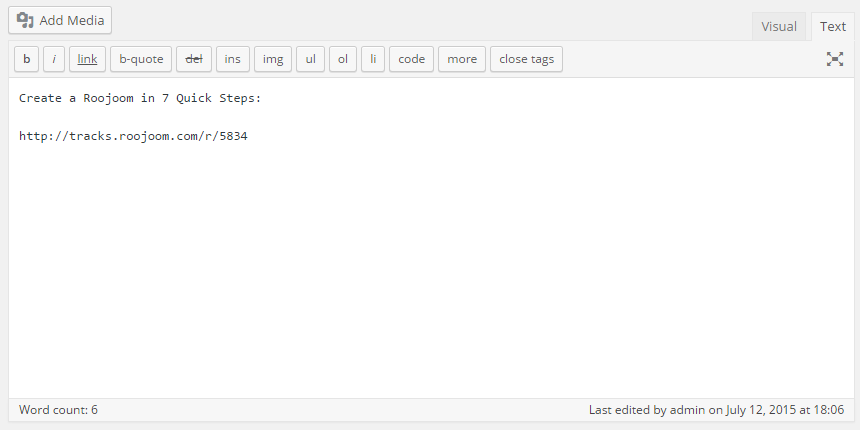 Add Media
Visual Text
b i link b-quote del ins img ul ol li code more close tags
Create a Roojoom in 7 Quick Steps:
http://tracks.roojoom.com/r/5834
Word count: 6 Last edited by admin on July 12, 2015 at 18:06